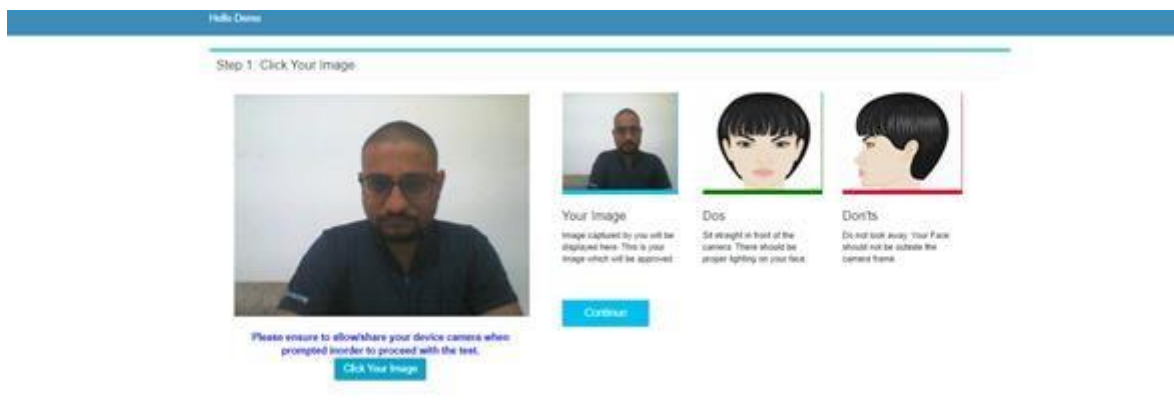 Hello Demo
Step 1: Click Your Image
Please ensure to allow/share your device camera when
prompted inorder to proceed with the test.
Click Your Image
Your Image
Image captured by you will be
displayed here. This is your
image which will be approved
Continue
Dos
Sit straight in front of the
camera. There should be
proper lighting on your face.
Don'ts
Do not look away. Your Face
should not be outside the
camera frame.